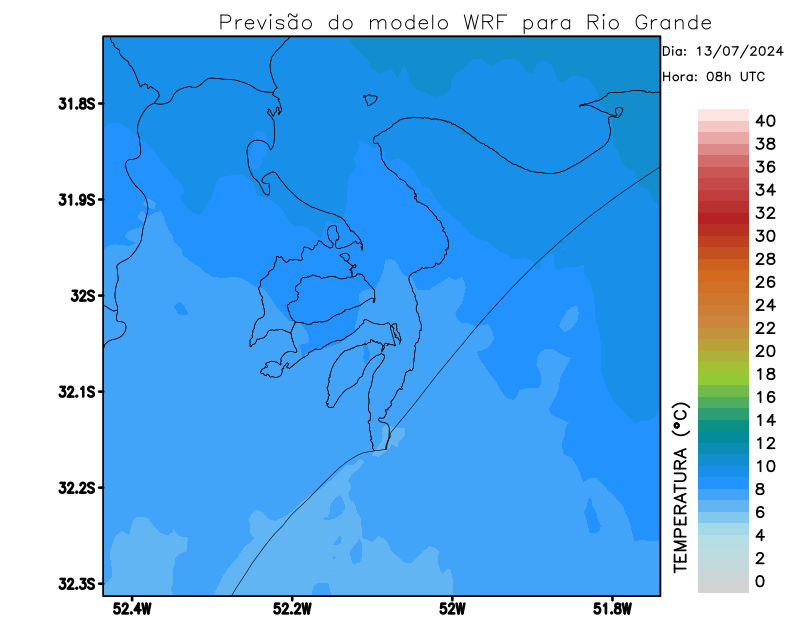 Previsão do modelo WRF para Rio Grande
Dia: 13/07/2024
Hora: 08h UTC
31.8S
31.9S
32S
32.1S
32.2S
32.3S
52.4W
52.2W
52W
51.8W
TEMPERATURA (°C)
40
38
36
34
32
30
28
26
24
22
20
18
16
14
12
10
8
6
4
2
0